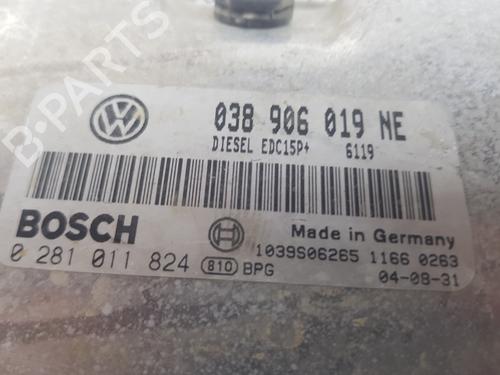 038 906 019 NE
DIESEL EDC15P+ 6119
BOSCH
Made in Germany
0 281 011 824 810 BPG
1039S06265 1166 0263
04-08-31
B-Parts